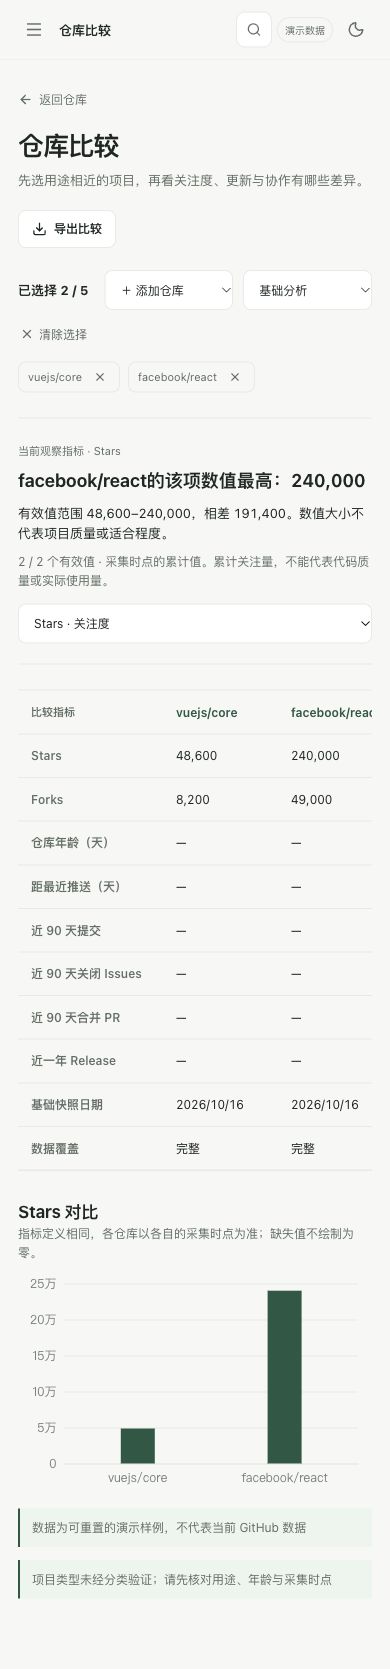 仓库比较
演示数据
返回仓库
仓库比较
先选用途相近的项目，再看关注度、更新与协作有哪些差异。
导出比较
已选择 2 / 5
+ 添加仓库
基础分析
清除选择
vuejs/core
facebook/react
当前观察指标 · Stars
facebook/react的该项数值最高：240,000
有效值范围 48,600–240,000，相差 191,400。数值大小不
代表项目质量或适合程度。
2 / 2 个有效值 · 采集时点的累计值。累计关注量，不能代表代码质
量或实际使用量。
Stars · 关注度
比较指标 vuejs/core facebook/reac
Stars 48,600 240,000
Forks 8,200 49,000
仓库年龄（天） — —
距最近推送（天） — —
近 90 天提交 — —
近 90 天关闭 Issues — —
近 90 天合并 PR — —
近一年 Release — —
基础快照日期 2026/10/16 2026/10/16
数据覆盖 完整 完整
Stars 对比
指标定义相同，各仓库以各自的采集时点为准；缺失值不绘制为
零。
25万
20万
15万
10万
5万
0
vuejs/core facebook/react
数据为可重置的演示样例，不代表当前 GitHub 数据
项目类型未经分类验证；请先核对用途、年龄与采集时点